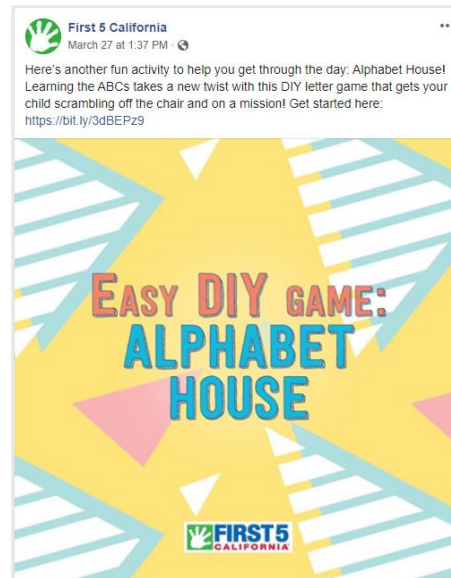 First 5 California
March 27 at 1:37 PM ·
Here's another fun activity to help you get through the day: Alphabet House!
Learning the ABCs takes a new twist with this DIY letter game that gets your
child scrambling off the chair and on a mission! Get started here:
https://bit.ly/3dBEPz9
EASY DIY GAME:
ALPHABET
HOUSE
FIRST 5
CALIFORNIA